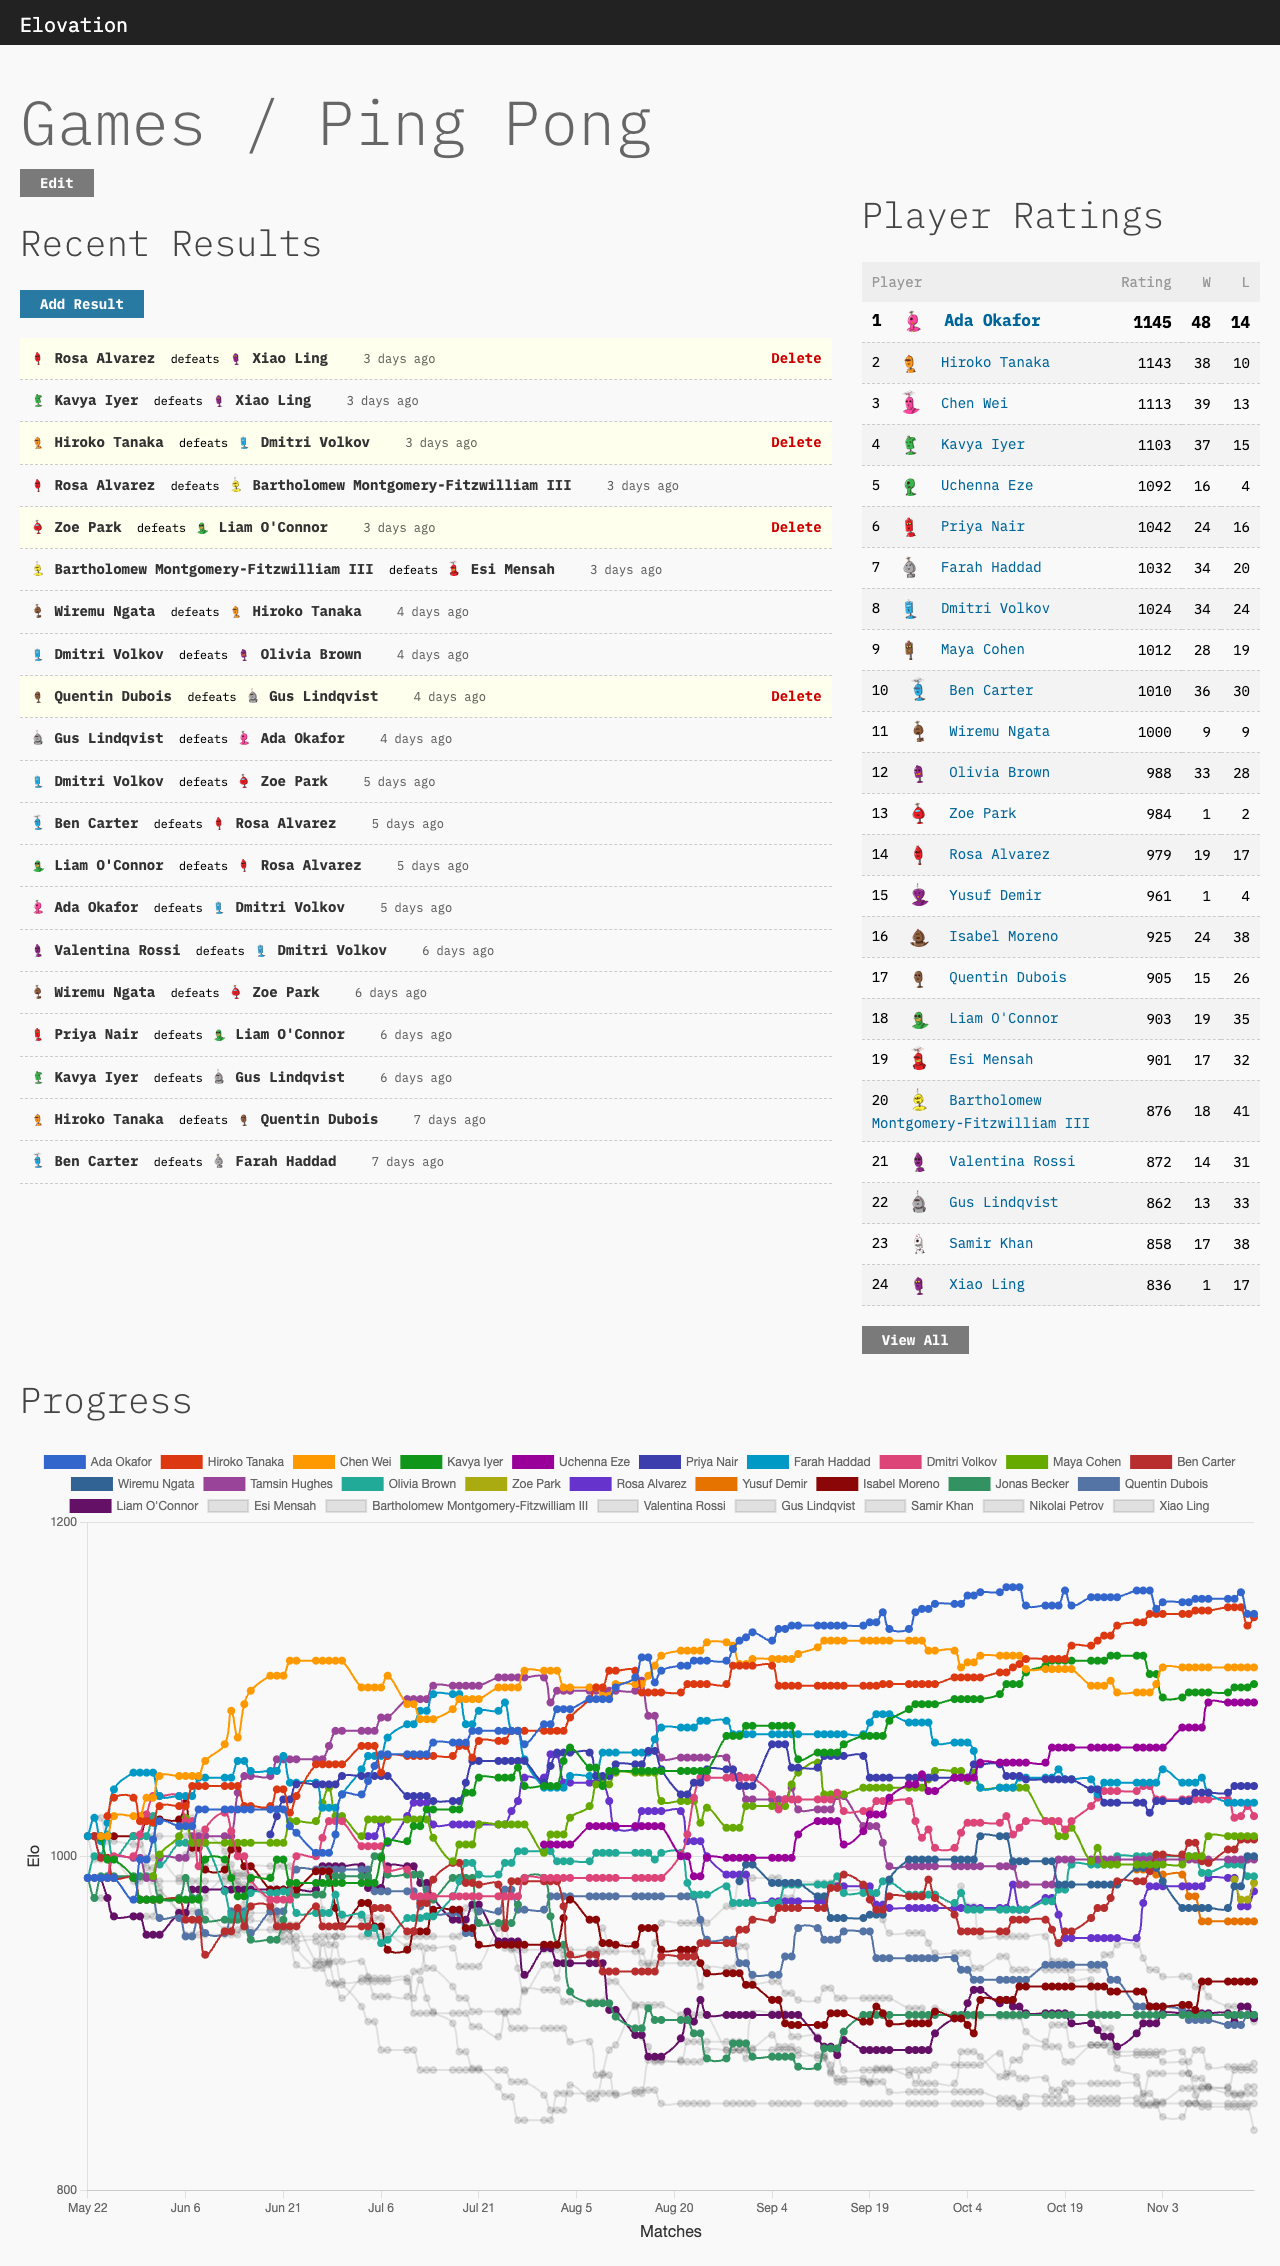 Elovation
Games / Ping Pong
Edit
Recent Results
Add Result
Rosa Alvarez defeats Xiao Ling 3 days ago Delete
Kavya Iyer defeats Xiao Ling 3 days ago
Hiroko Tanaka defeats Dmitri Volkov 3 days ago Delete
Rosa Alvarez defeats Bartholomew Montgomery-Fitzwilliam III 3 days ago
Zoe Park defeats Liam O'Connor 3 days ago Delete
Bartholomew Montgomery-Fitzwilliam III defeats Esi Mensah 3 days ago
Wiremu Ngata defeats Hiroko Tanaka 4 days ago
Dmitri Volkov defeats Olivia Brown 4 days ago
Quentin Dubois defeats Gus Lindqvist 4 days ago Delete
Gus Lindqvist defeats Ada Okafor 4 days ago
Dmitri Volkov defeats Zoe Park 5 days ago
Ben Carter defeats Rosa Alvarez 5 days ago
Liam O'Connor defeats Rosa Alvarez 5 days ago
Ada Okafor defeats Dmitri Volkov 5 days ago
Valentina Rossi defeats Dmitri Volkov 6 days ago
Wiremu Ngata defeats Zoe Park 6 days ago
Priya Nair defeats Liam O'Connor 6 days ago
Kavya Iyer defeats Gus Lindqvist 6 days ago
Hiroko Tanaka defeats Quentin Dubois 7 days ago
Ben Carter defeats Farah Haddad 7 days ago
Player Ratings
Player Rating W L
1 Ada Okafor 1145 48 14
2 Hiroko Tanaka 1143 38 10
3 Chen Wei 1113 39 13
4 Kavya Iyer 1103 37 15
5 Uchenna Eze 1092 16 4
6 Priya Nair 1042 24 16
7 Farah Haddad 1032 34 20
8 Dmitri Volkov 1024 34 24
9 Maya Cohen 1012 28 19
10 Ben Carter 1010 36 30
11 Wiremu Ngata 1000 9 9
12 Olivia Brown 988 33 28
13 Zoe Park 984 1 2
14 Rosa Alvarez 979 19 17
15 Yusuf Demir 961 1 4
16 Isabel Moreno 925 24 38
17 Quentin Dubois 905 15 26
18 Liam O'Connor 903 19 35
19 Esi Mensah 901 17 32
20 Bartholomew
Montgomery-Fitzwilliam III 876 18 41
21 Valentina Rossi 872 14 31
22 Gus Lindqvist 862 13 33
23 Samir Khan 858 17 38
24 Xiao Ling 836 1 17
View All
Progress
Ada Okafor Hiroko Tanaka Chen Wei Kavya Iyer Uchenna Eze Priya Nair Farah Haddad Dmitri Volkov Maya Cohen Ben Carter
Wiremu Ngata Tamsin Hughes Olivia Brown Zoe Park Rosa Alvarez Yusuf Demir Isabel Moreno Jonas Becker Quentin Dubois
Liam O'Connor Esi Mensah Bartholomew Montgomery-Fitzwilliam III Valentina Rossi Gus Lindqvist Samir Khan Nikolai Petrov Xiao Ling
1200
1000
800
Elo
May 22 Jun 6 Jun 21 Jul 6 Jul 21 Aug 5 Aug 20 Sep 4 Sep 19 Oct 4 Oct 19 Nov 3
Matches